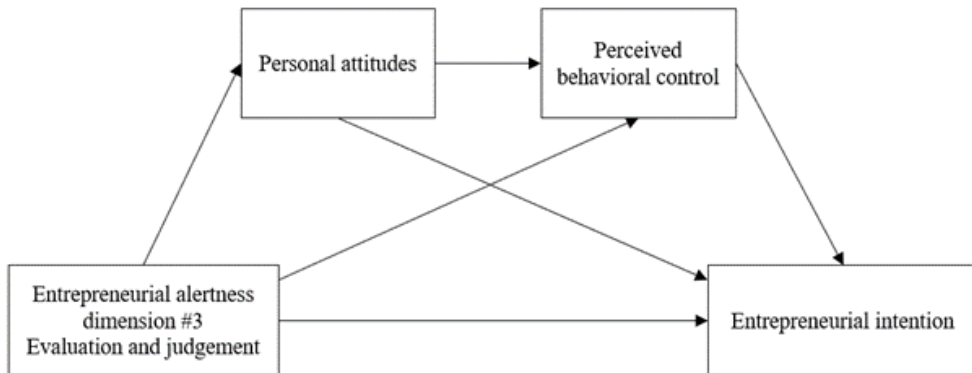 Personal attitudes
Perceived
behavioral control
Entrepreneurial alertness
dimension #3
Evaluation and judgement
Entrepreneurial intention